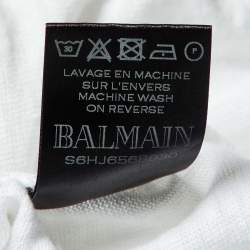 30 P
LAVAGE EN MACHINE
SUR L'ENVERS
MACHINE WASH
ON REVERSE
BALMAIN